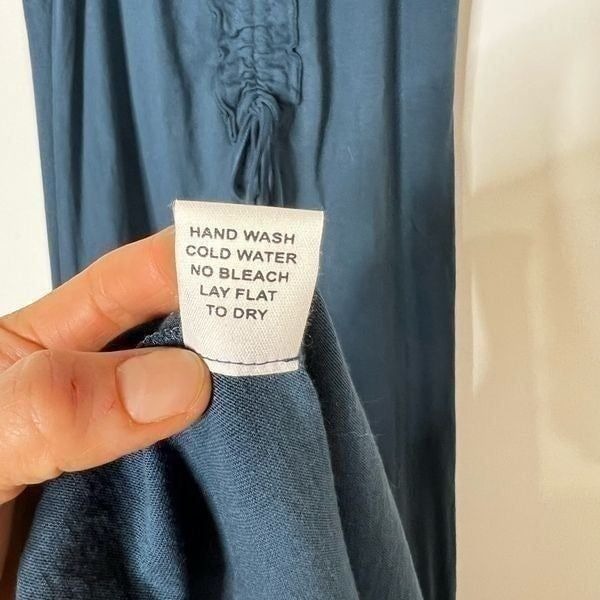 HAND WASH
COLD WATER
NO BLEACH
LAY FLAT
TO DRY